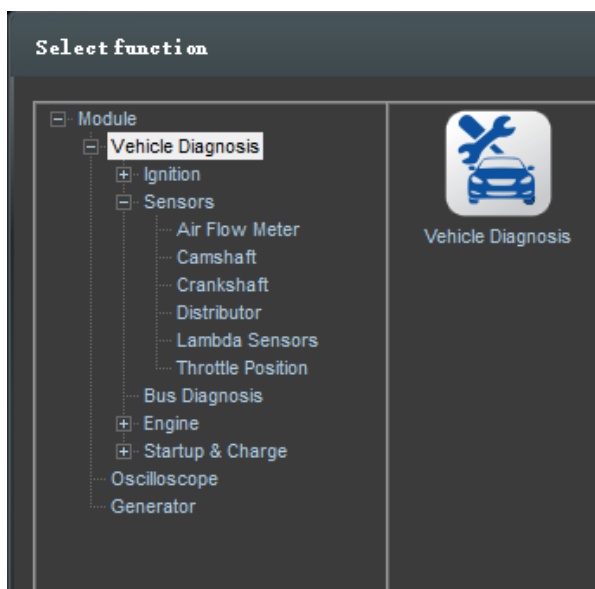 Select function
Module
Vehicle Diagnosis
Ignition
Sensors
Air Flow Meter
Camshaft
Crankshaft
Distributor
Lambda Sensors
Throttle Position
Bus Diagnosis
Engine
Startup & Charge
Oscilloscope
Generator
Vehicle Diagnosis